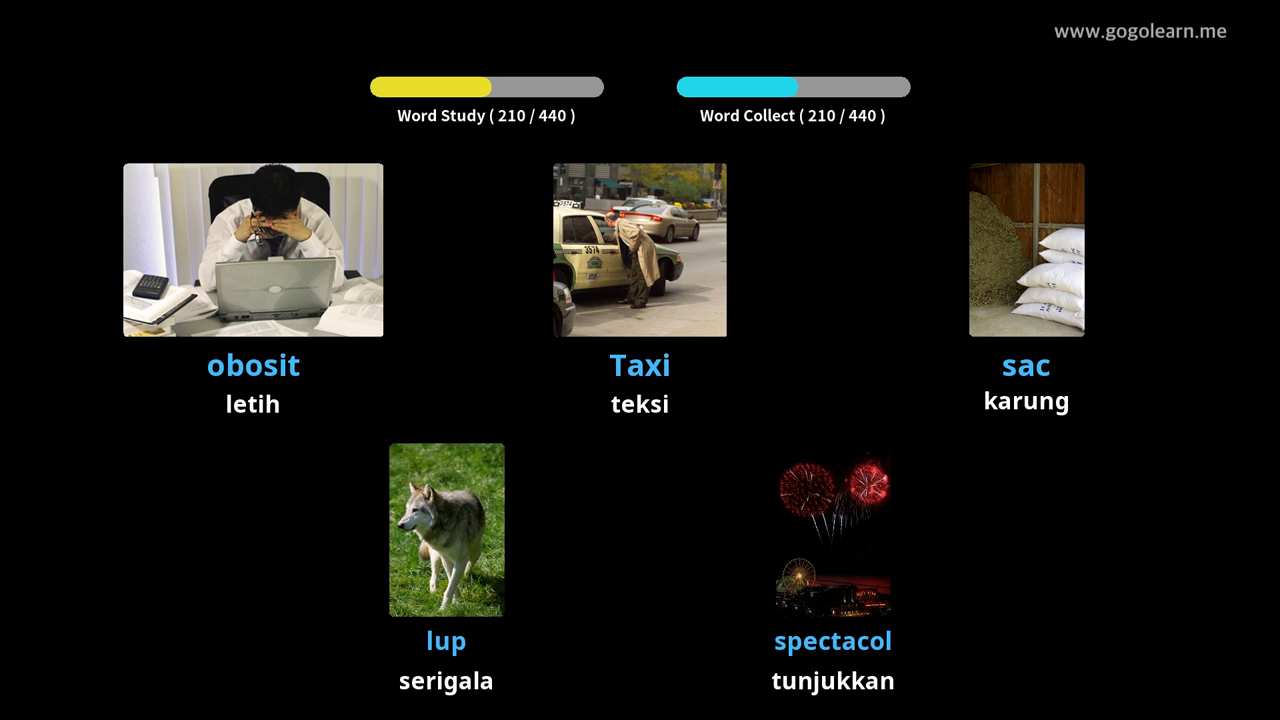 www.gogolearn.me
Word Study ( 210 / 440 )
Word Collect ( 210 / 440 )
3574
obosit
Taxi
sac
letih
teksi
karung
lup
spectacol
serigala
tunjukkan